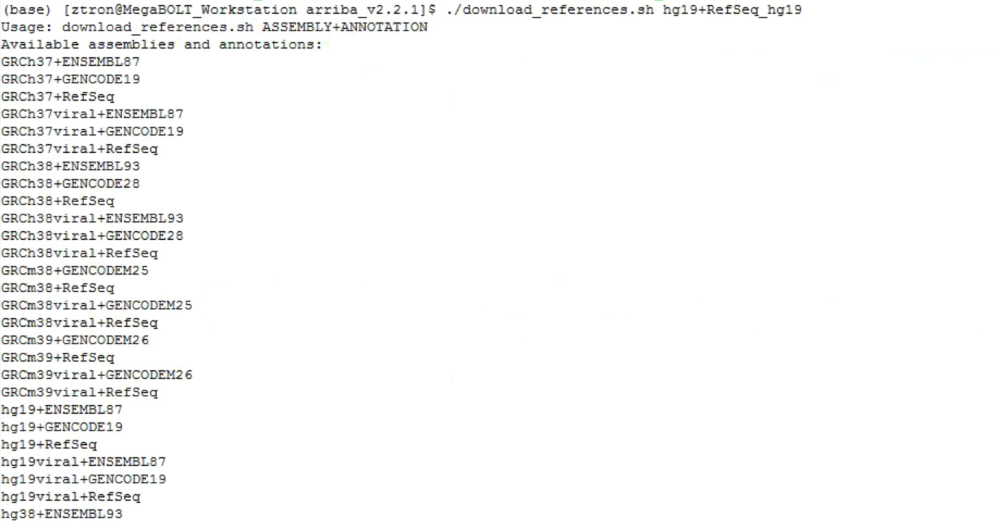 (base) [ztron@MegaBOLT_Workstation arriba_v2.2.1]$ ./download_references.sh hg19+RefSeq_hg19
Usage: download_references.sh ASSEMBLY+ANNOTATION
Available assemblies and annotations:
GRCh37+ENSEMBL87
GRCh37+GENCODE19
GRCh37+RefSeq
GRCh37viral+ENSEMBL87
GRCh37viral+GENCODE19
GRCh37viral+RefSeq
GRCh38+ENSEMBL93
GRCh38+GENCODE28
GRCh38+RefSeq
GRCh38viral+ENSEMBL93
GRCh38viral+GENCODE28
GRCh38viral+RefSeq
GRCm38+GENCODEM25
GRCm38+RefSeq
GRCm38viral+GENCODEM25
GRCm38viral+RefSeq
GRCm39+GENCODEM26
GRCm39+RefSeq
GRCm39viral+GENCODEM26
GRCm39viral+RefSeq
hg19+ENSEMBL87
hg19+GENCODE19
hg19+RefSeq
hg19viral+ENSEMBL87
hg19viral+GENCODE19
hg19viral+RefSeq
hg38+ENSEMBL93